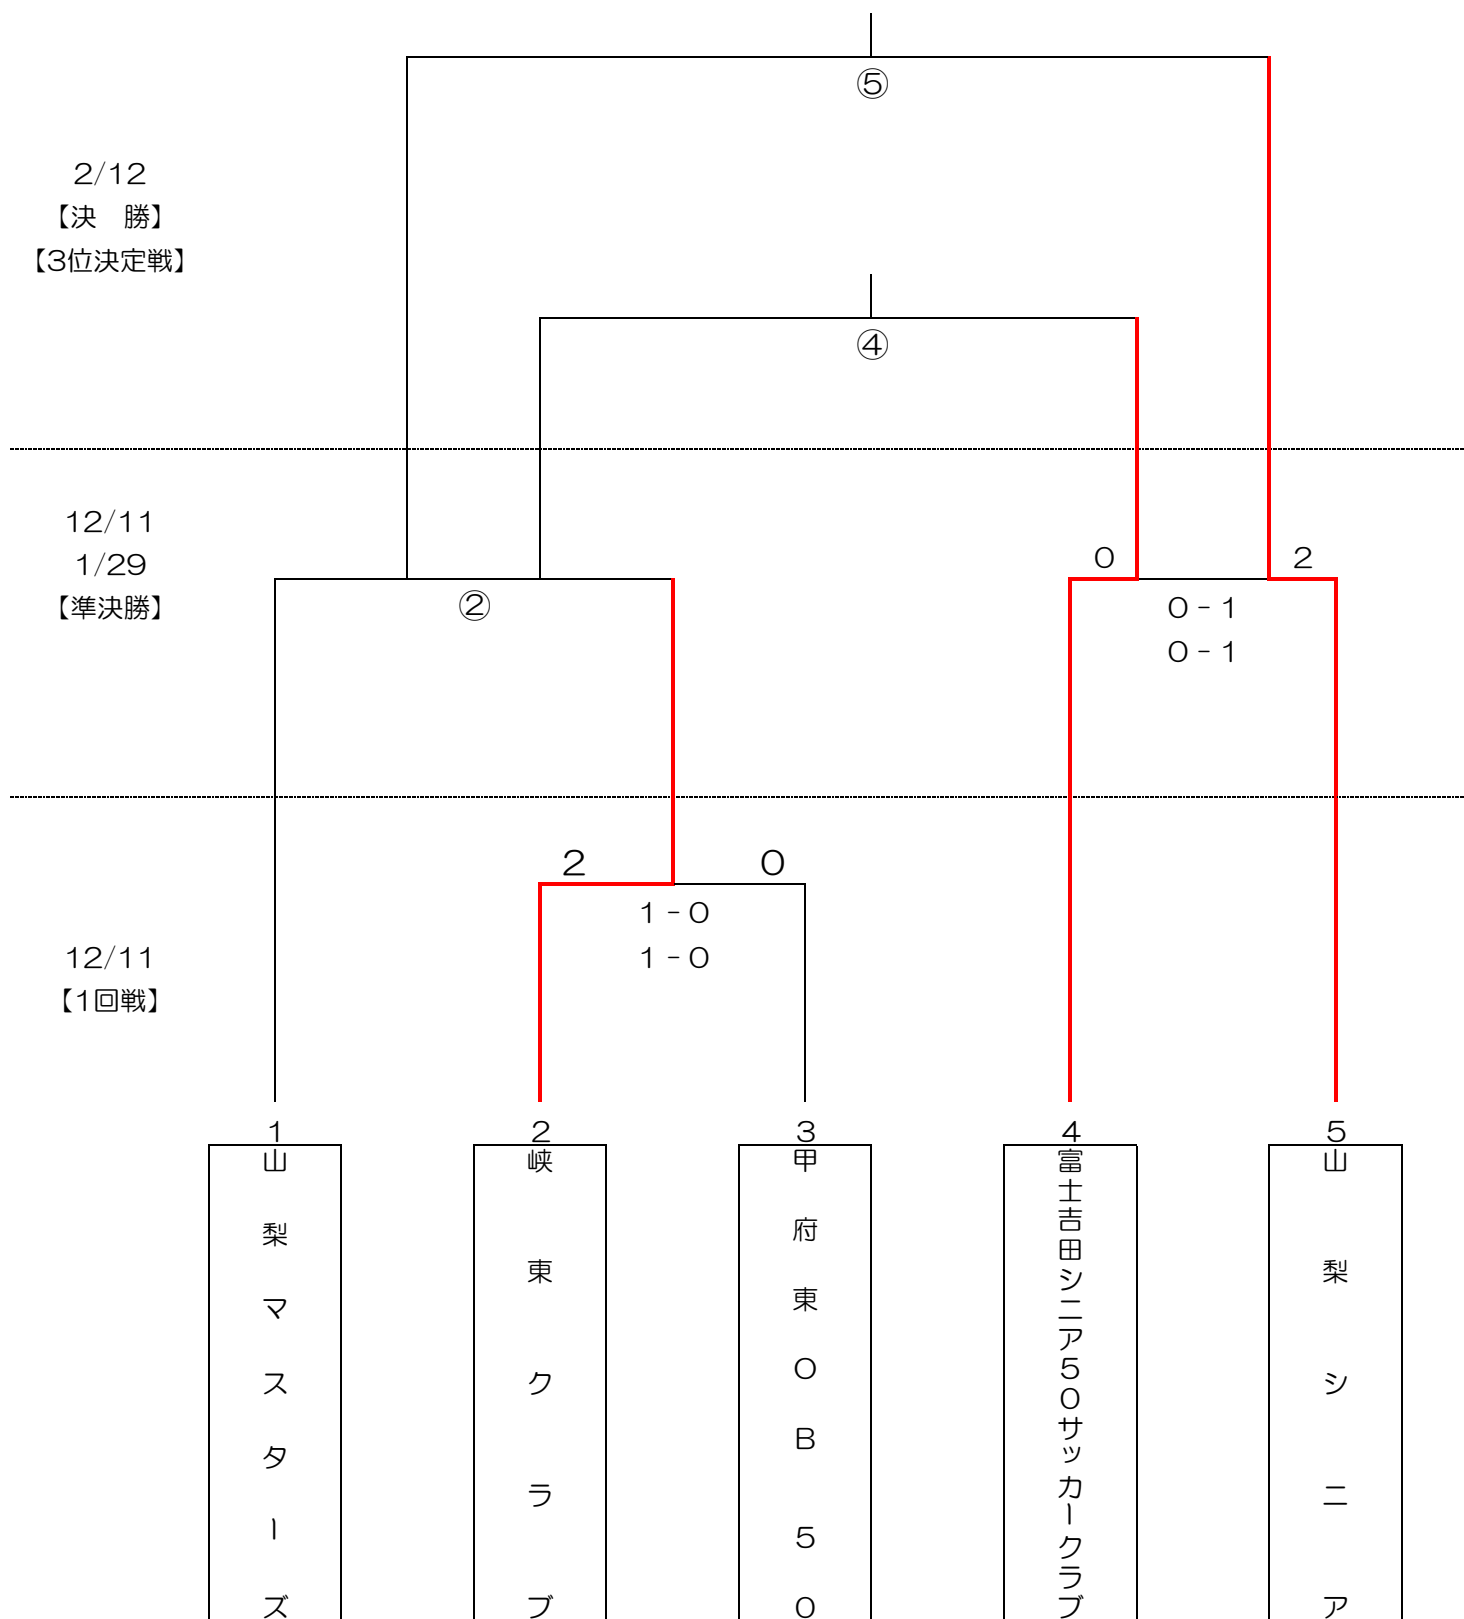 ⑤
2/12
【決　勝】
【3位決定戦】
④
12/11
1/29
【準決勝】
②
0 2
0-1
0-1
2 0
1-0
1-0
12/11
【1回戦】
1 2 3 4 5
山梨マスターズ
峡東クラブ
甲府東OB 50
富士吉田シニア50サッカークラブ
山梨シニア